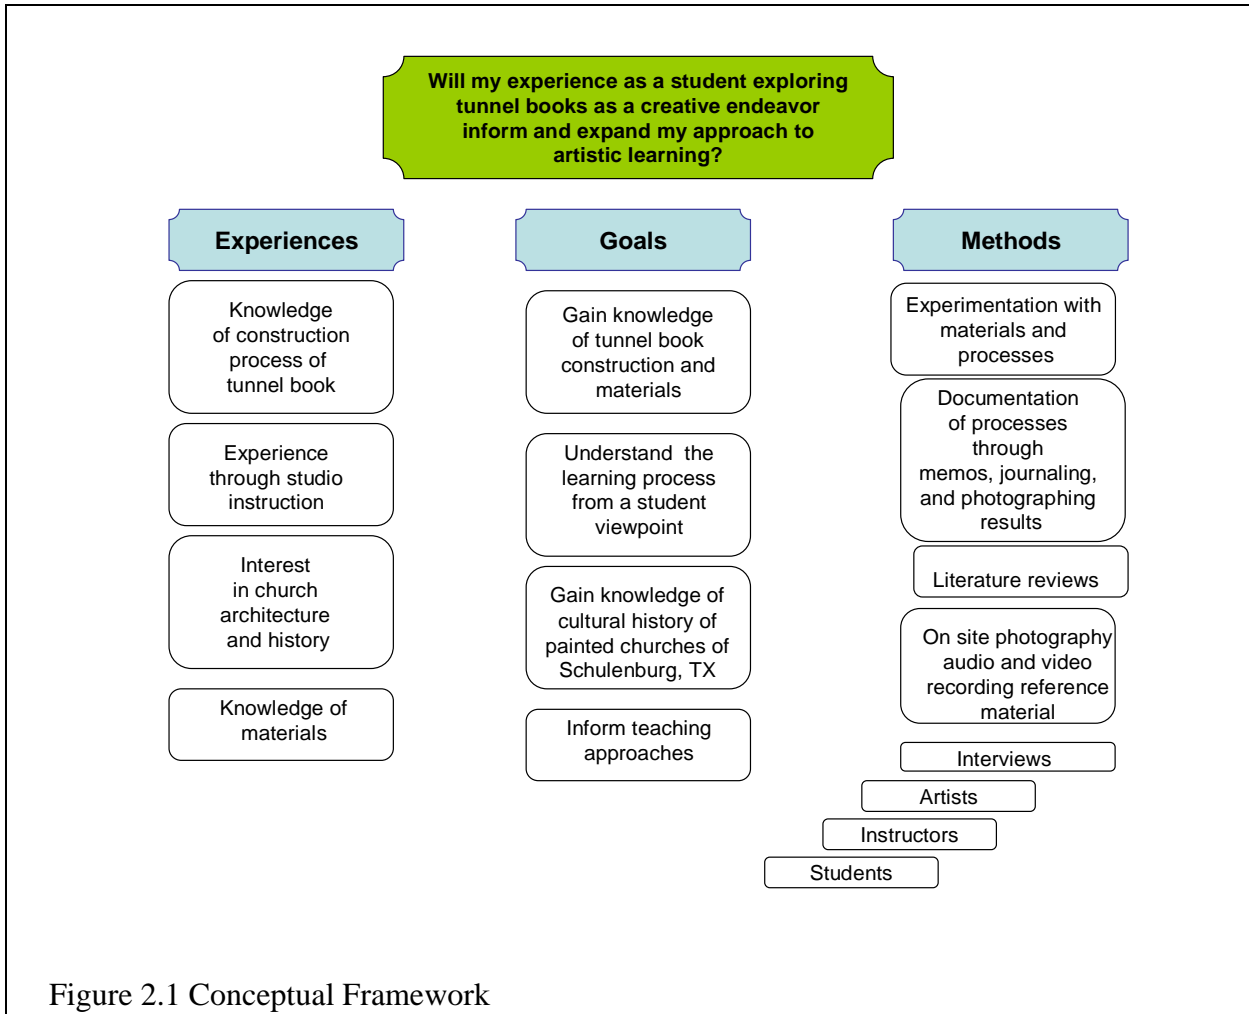 Will my experience as a student exploring
tunnel books as a creative endeavor
inform and expand my approach to
artistic learning?
Experiences
Knowledge
of construction
process of
tunnel book
Experience
through studio
instruction
Interest
in church
architecture
and history
Knowledge of
materials
Goals
Gain knowledge
of tunnel book
construction and
materials
Understand the
learning process
from a student
viewpoint
Gain knowledge of
cultural history of
painted churches of
Schulenburg, TX
Inform teaching
approaches
Methods
Experimentation with
materials and
processes
Documentation
of processes
through
memos, journaling,
and photographing
results
Literature reviews
On site photography
audio and video
recording reference
material
Interviews
Artists
Instructors
Students
Figure 2.1 Conceptual Framework